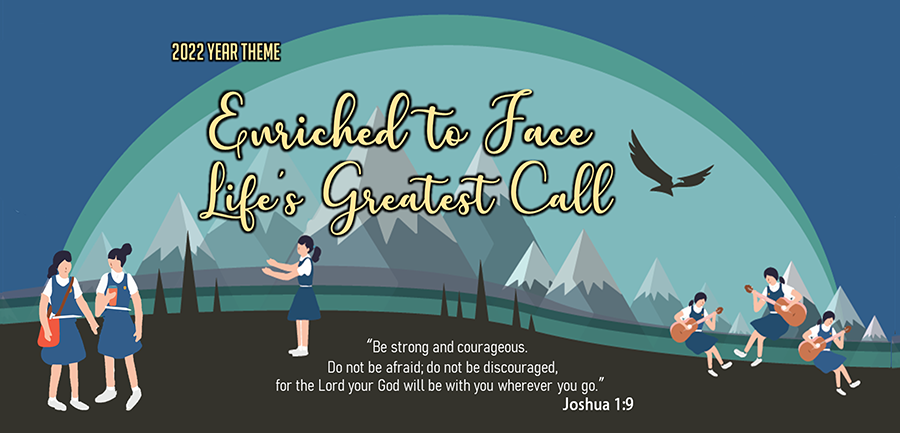 2022 YEAR THEME
Enriched to Face
Life's Greatest Call
"Be strong and courageous.
Do not be afraid; do not be discouraged,
for the Lord your God will be with you wherever you go."
Joshua 1:9